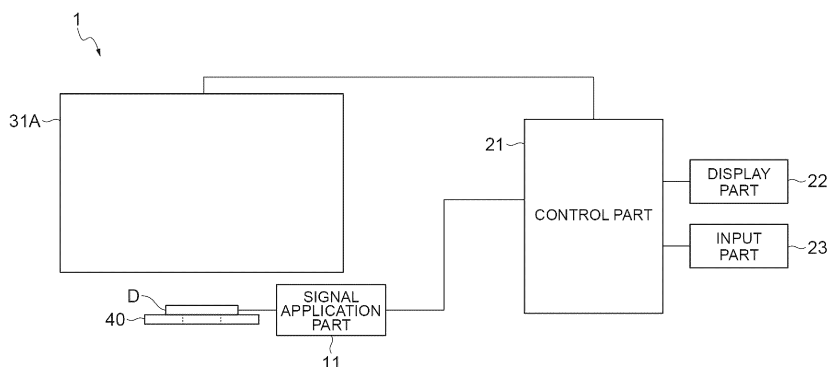 1
31A
21
CONTROL PART
DISPLAY
PART
22
INPUT
PART
23
D
40
SIGNAL
APPLICATION
PART
11